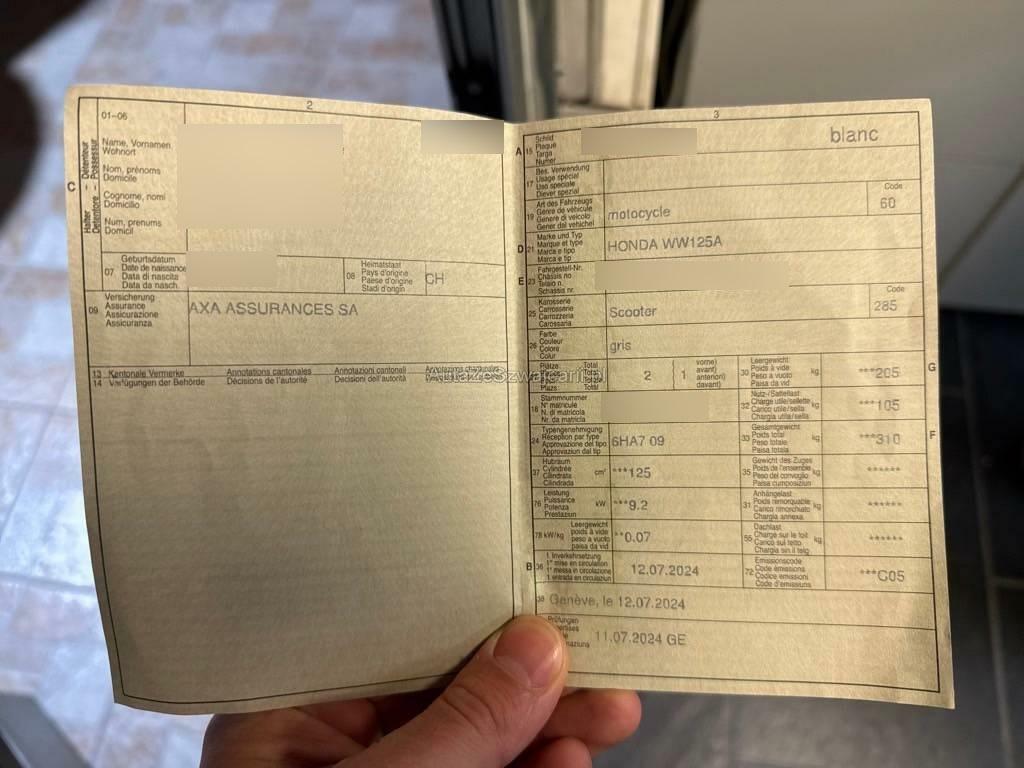 2
01-06
Name, Vornamen
Wohnort
Nom, prénoms
Domicile
Cognome, nomi
Domicilio
Num, prenums
Domicil
C
Halter - Détenteur
Detentore - Possessur
07
Geburtsdatum
Date de naissance
Data di nascita
Data da nasch.
08
Heimatstaat
Pays d'origine
Paese d'origine
Stadi d'origin
CH
09
Versicherung
Assurance
Assicurazione
Assicuranza
AXA ASSURANCES SA
13 Kantonale Vermerke Annotations cantonales Annotazioni cantonali Annotaziuns chantunalas
14 Verfügungen der Behörde Décisions de l'autorité Decisioni dell'autorità
3
A 15
Schild
Plaque
Targa
Numer
blanc
17
Bes. Verwendung
Usage spécial
Uso speciale
Diever spezial
19
Art des Fahrzeugs
Genre de véhicule
Genere di veicolo
Gener dal vehichel
motocycle
Code
60
D 21
Marke und Typ
Marque et type
Marca e tipo
Marca e tip
HONDA WW125A
E 23
Fahrgestell-Nr.
Châssis no
Telaio n.
Schassis nr.
25
Karosserie
Carrosserie
Carrozzeria
Carossaria
Scooter
Code
285
26
Farbe
Couleur
Colore
Colur
gris
Plätze Total
Total
Total
Plazs Total
2
1
vorne)
avant)
anteriori)
davant)
30
Leergewicht
Poids à vide
Peso a vuoto
Paisa da vid
kg
***205
G
18
Stammnummer
N° matricule
N. di matricola
Nr. da matricla
32
Nutz-/Sattellast
Charge utile/sellette
Carico utile/sella
Chargia utila/sella
kg
***105
24
Typengenehmigung
Réception par type
Approvazione del tipo
Approvaziun dal tip
6HA7 09
33
Gesamtgewicht
Poids total
Peso totale
Paisa totala
kg
***310
F
37
Hubraum
Cylindrée
Cilindrata
Cilindrada
cm³
***125
35
Gewicht des Zuges
Poids de l'ensemble
Peso del convoglio
Paisa cumposiziun
kg
******
76
Leistung
Puissance
Potenza
Prestaziun
kW
***9.2
31
Anhängelast
Poids remorquable
Carico rimorchiato
Chargia annexa
kg
******
78 kW/kg
Leergewicht
poids à vide
peso a vuoto
paisa da vid
**0.07
55
Dachlast
Charge sur le toit
Carico sul tetto
Chargia sin il tetg
kg
******
B 36
1. Inverkehrsetzung
1re mise en circulation
1a messa in circolazione
1. entrada en circulaziun
12.07.2024
72
Emissionscode
Code émissions
Codice emissioni
Code d'emissiuns
***C05
38 Genève, le 12.07.2024
Prüfungen
11.07.2024 GE